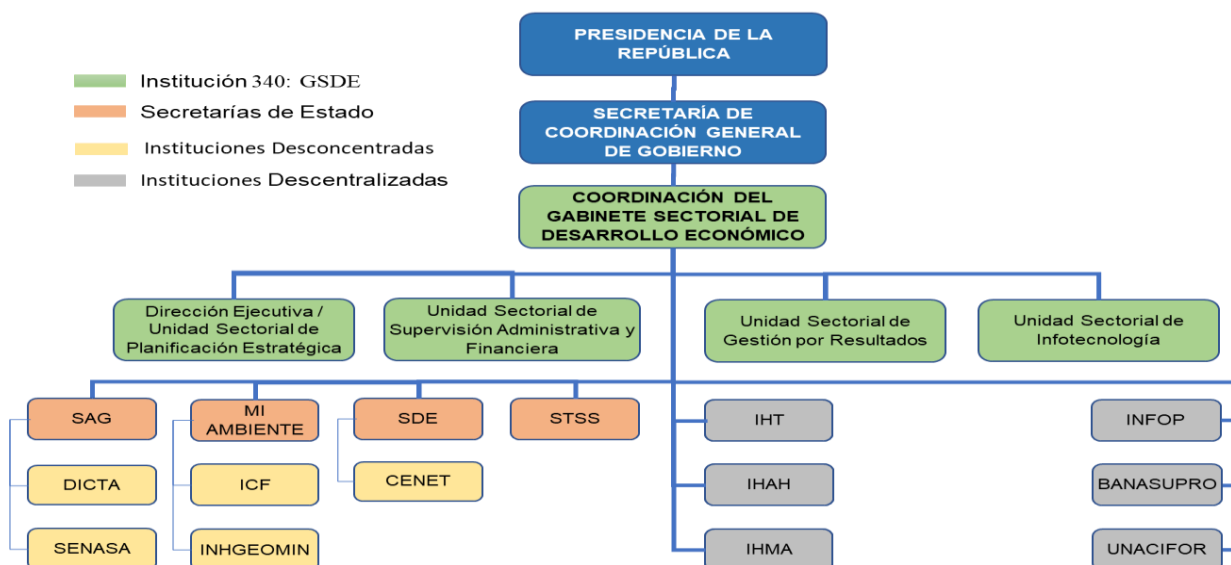 PRESIDENCIA DE LA
REPÚBLICA
Institución 340: GSDE
Secretarías de Estado
Instituciones Desconcentradas
Instituciones Descentralizadas
SECRETARÍA DE
COORDINACIÓN GENERAL
DE GOBIERNO
COORDINACIÓN DEL
GABINETE SECTORIAL DE
DESARROLLO ECONÓMICO
Dirección Ejecutiva /
Unidad Sectorial de
Planificación Estratégica
Unidad Sectorial de
Supervisión Administrativa y
Financiera
Unidad Sectorial de
Gestión por Resultados
Unidad Sectorial de
Infotecnología
SAG
MI
AMBIENTE
SDE
STSS
IHT
INFOP
DICTA
ICF
CENET
IHAH
BANASUPRO
SENASA
INHGEOMIN
IHMA
UNACIFOR